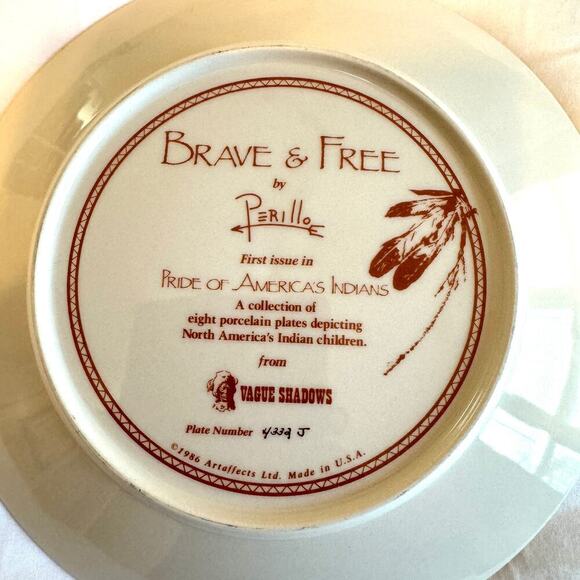 BRAVE & FREE
by
PERILLO
First issue in
PRIDE OF AMERICA'S INDIANS
A collection of
eight porcelain plates depicting
North America's Indian children.
from
VAGUE SHADOWS
Plate Number 4332 J
©1986 Artaffects Ltd. Made in U.S.A.